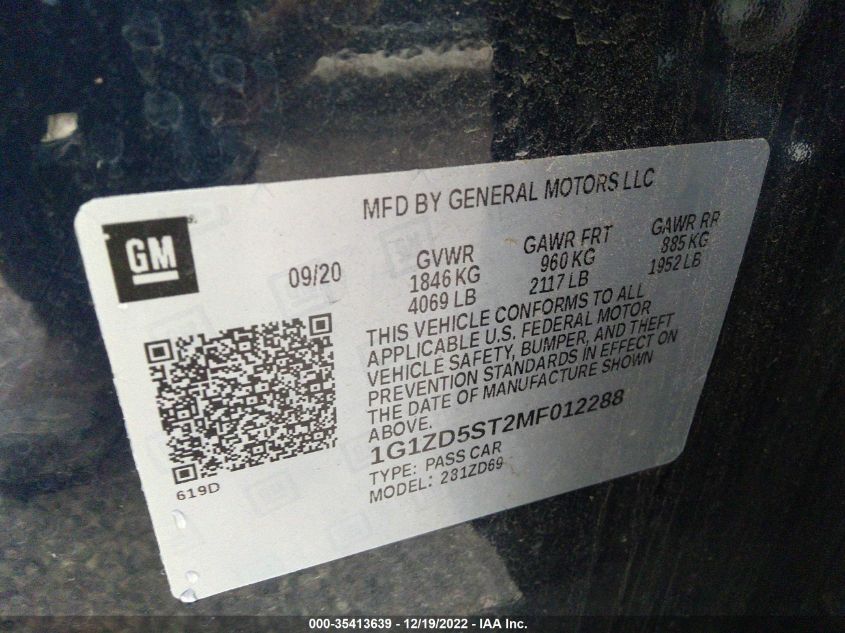 MFD BY GENERAL MOTORS LLC
GM
09/20
GVWR
1846 KG
4069 LB
GAWR FRT
960 KG
2117 LB
GAWR RR
885 KG
1952 LB
THIS VEHICLE CONFORMS TO ALL
APPLICABLE U.S. FEDERAL MOTOR
VEHICLE SAFETY, BUMPER, AND THEFT
PREVENTION STANDARDS IN EFFECT ON
THE DATE OF MANUFACTURE SHOWN
ABOVE.
1G1ZD5ST2MF012288
TYPE: PASS CAR
MODEL: 231ZD69
619D
000-35413639 - 12/19/2022 - IAA Inc.